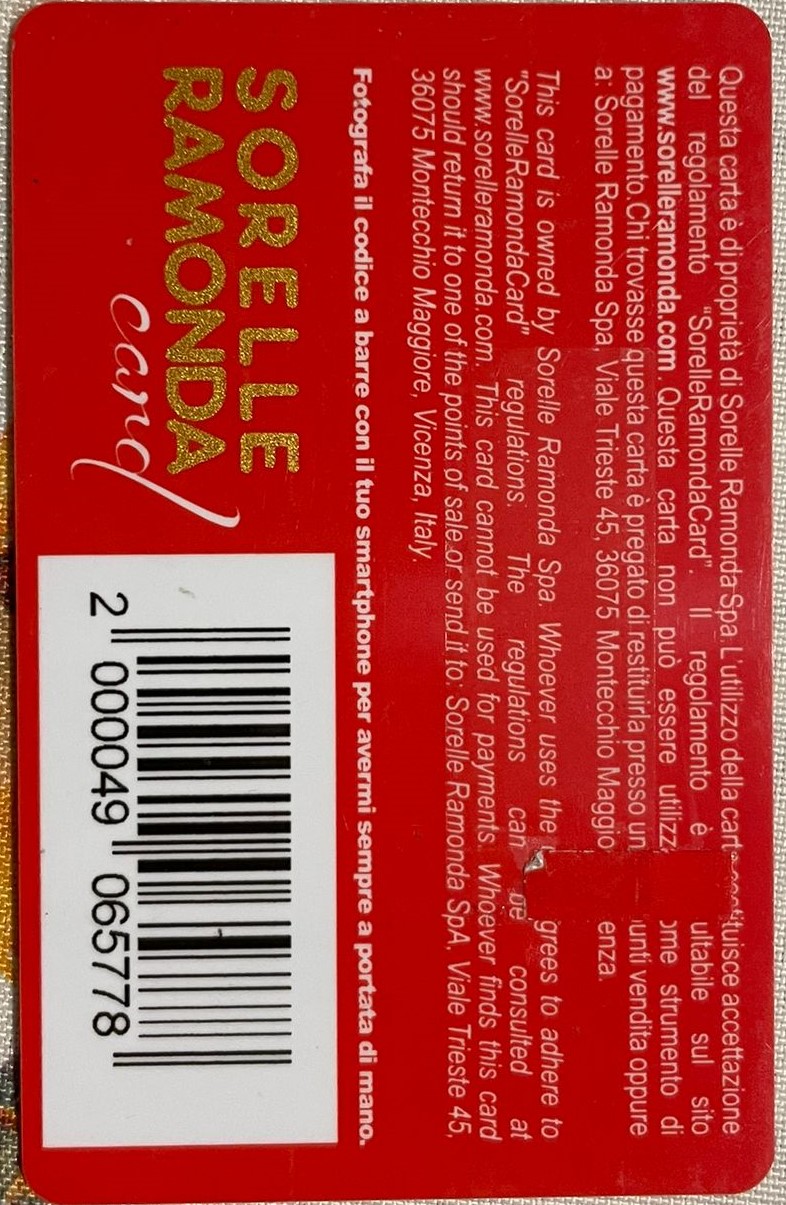 Questa carta è di proprietà di Sorelle Ramonda Spa. L'utilizzo della accettazione
del regolamento "SorelleRamondaCard". Il regolamento è sul sito
www.sorelleramonda.com. Questa carta non può essere strumento di
pagamento.Chi trovasse questa carta è pregato di restituirla presso un vendita oppure
a: Sorelle Ramonda Spa, Viale Trieste 45, 36075 Montecchio
This card is owned by Sorelle Ramonda Spa. Whoever uses the to adhere to
"SorelleRamondaCard" regulations. The regulations can be consulted at
www.sorelleramonda.com. This card cannot be used for payments. Whoever finds this card
should return it to one of the points of sale or send it to: Sorelle Ramonda SpA, Viale Trieste 45,
36075 Montecchio Maggiore, Vicenza, Italy.
Fotografa il codice a barre con il tuo smartphone per avermi sempre a portata di mano.
SORELLE
RAMONDA
card
2 000049 065778